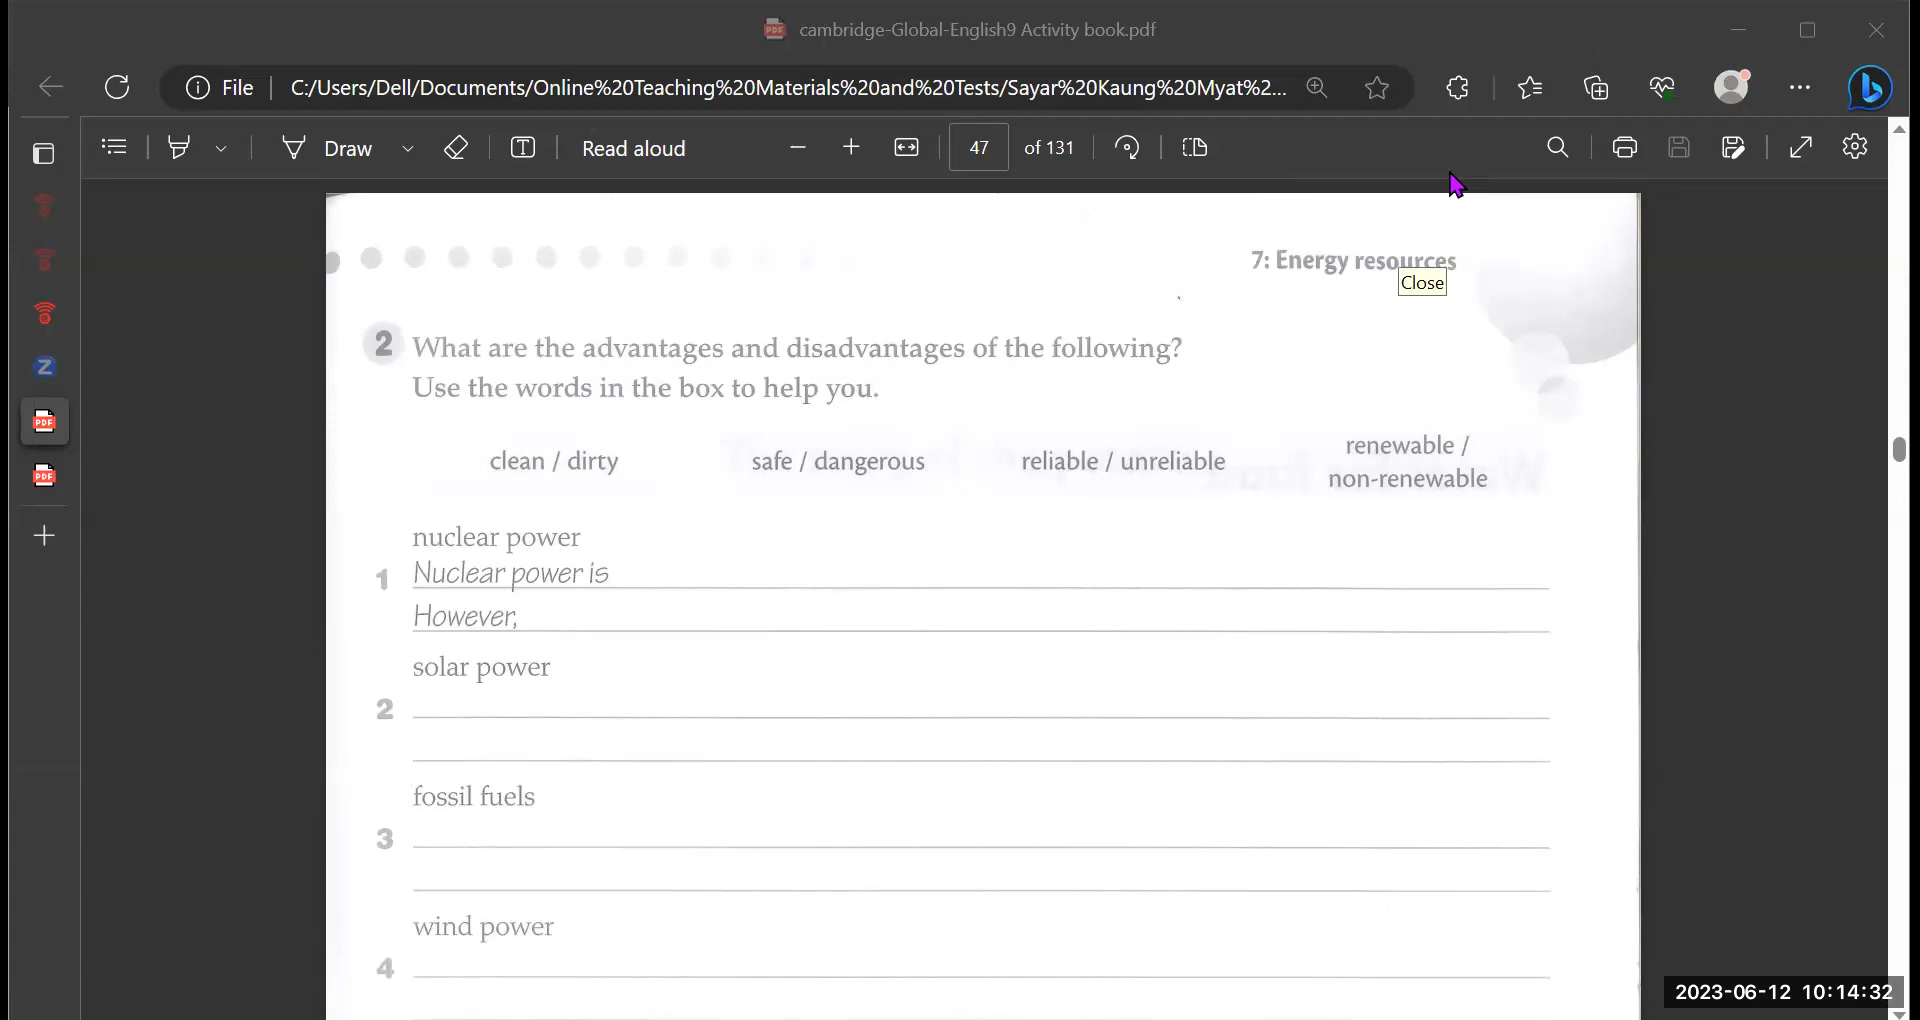 cambridge-Global-English9 Activity book.pdf
File
C:/Users/Dell/Documents/Online%20Teaching%20Materials%20and%20Tests/Sayar%20Kaung%20Myat%2...
Draw
Read aloud
47 of 131
7: Energy resources
Close
2 What are the advantages and disadvantages of the following?
Use the words in the box to help you.
clean / dirty
safe / dangerous
reliable / unreliable
renewable /
non-renewable
nuclear power
1 Nuclear power is
However,
solar power
2
fossil fuels
3
wind power
4
2023-06-12 10:14:32